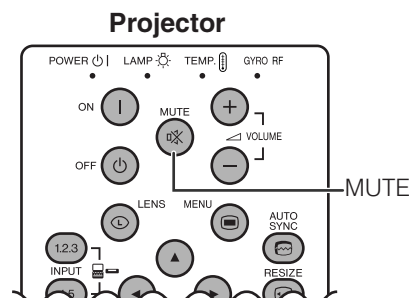 Projector
POWER LAMP TEMP. GYRO RF
ON
MUTE
+
VOLUME
OFF
−
MUTE
LENS MENU
AUTO
SYNC
1.2.3
INPUT
RESIZE